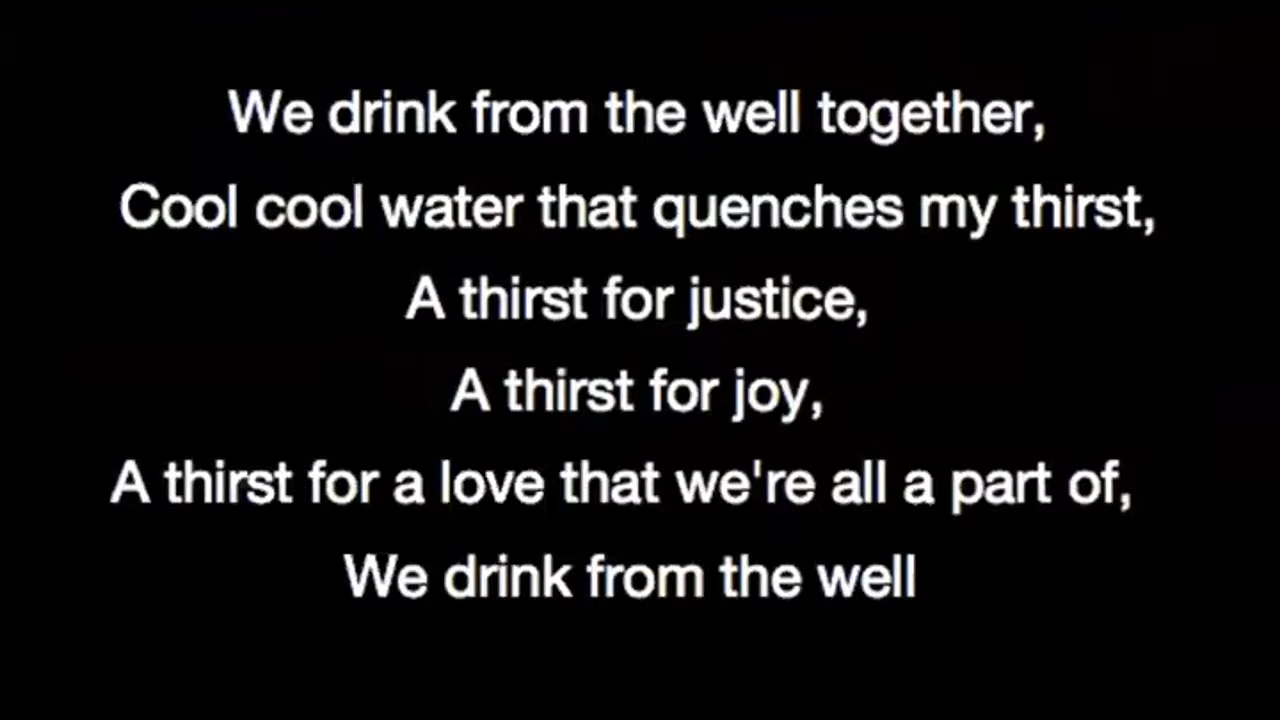 We drink from the well together,
Cool cool water that quenches my thirst,
A thirst for justice,
A thirst for joy,
A thirst for a love that we're all a part of,
We drink from the well